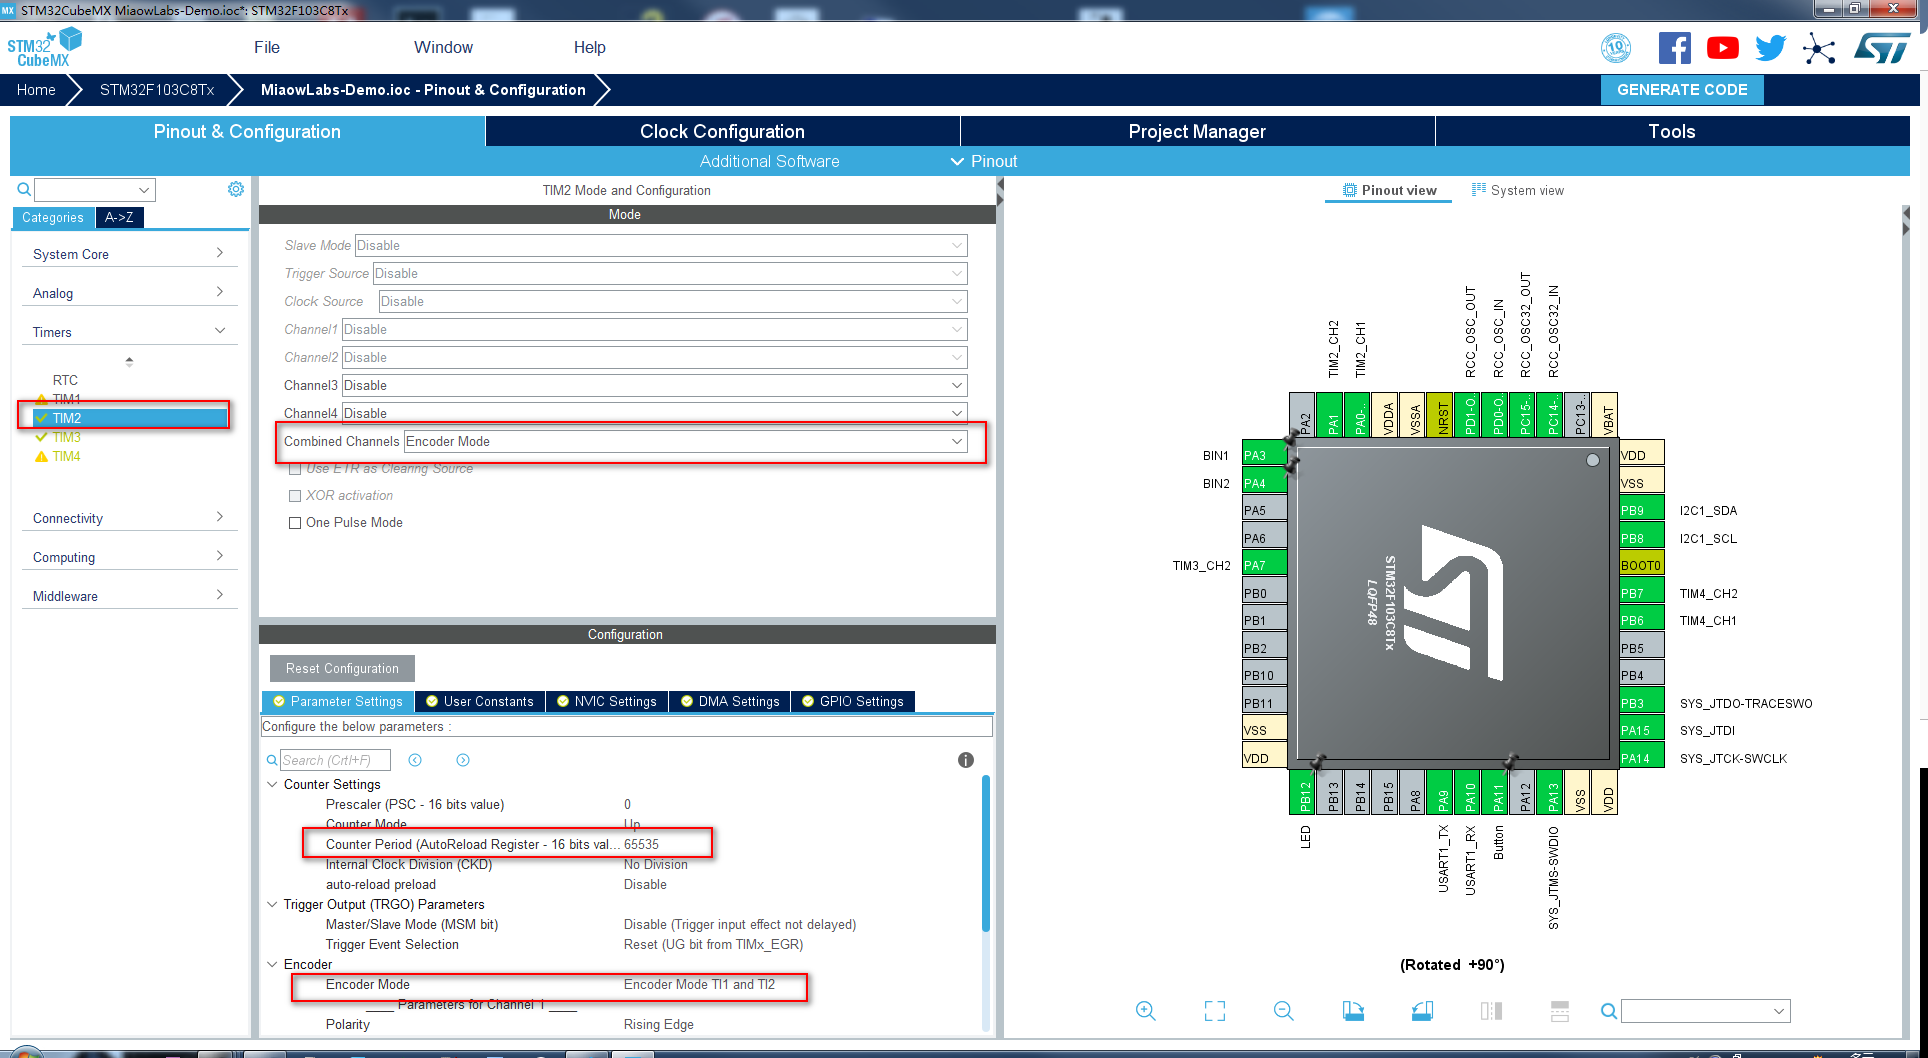 MX STM32CubeMX MiaowLabs-Demo.ioc*: STM32F103C8Tx
STM32
CubeMX
File
Window
Help
10
Home
STM32F103C8Tx
MiaowLabs-Demo.ioc - Pinout & Configuration
GENERATE CODE
Pinout & Configuration
Clock Configuration
Project Manager
Tools
Additional Software
Pinout
Categories
A->Z
System Core
Analog
Timers
RTC
TIM1
TIM2
TIM3
TIM4
Connectivity
Computing
Middleware
TIM2 Mode and Configuration
Mode
Slave Mode Disable
Trigger Source Disable
Clock Source Disable
Channel1 Disable
Channel2 Disable
Channel3 Disable
Channel4 Disable
Combined Channels Encoder Mode
Use ETR as Clearing Source
XOR activation
One Pulse Mode
Configuration
Reset Configuration
Parameter Settings
User Constants
NVIC Settings
DMA Settings
GPIO Settings
Configure the below parameters :
Search (Crtl+F)
Counter Settings
Prescaler (PSC - 16 bits value) 0
Counter Mode Up
Counter Period (AutoReload Register - 16 bits val... 65535
Internal Clock Division (CKD) No Division
auto-reload preload Disable
Trigger Output (TRGO) Parameters
Master/Slave Mode (MSM bit) Disable (Trigger input effect not delayed)
Trigger Event Selection Reset (UG bit from TIMx_EGR)
Encoder
Encoder Mode Encoder Mode TI1 and TI2
____ Parameters for Channel 1 ____
Polarity Rising Edge
Pinout view
System view
TIM2_CH2
TIM2_CH1
RCC_OSC_OUT
RCC_OSC_IN
RCC_OSC32_OUT
RCC_OSC32_IN
PA2
PA1
PA0-..
VDDA
VSSA
NRST
PD1-O..
PD0-O..
PC15-..
PC14-..
PC13-..
VBAT
BIN1 PA3
BIN2 PA4
PA5
PA6
TIM3_CH2 PA7
PB0
PB1
PB2
PB10
PB11
VSS
VDD
STM32F103C8Tx
LQFP48
VDD
VSS
PB9 I2C1_SDA
PB8 I2C1_SCL
BOOT0
PB7 TIM4_CH2
PB6 TIM4_CH1
PB5
PB4
PB3 SYS_JTDO-TRACESWO
PA15 SYS_JTDI
PA14 SYS_JTCK-SWCLK
PB12
PB13
PB14
PB15
PA8
PA9
PA10
PA11
PA12
PA13
VSS
VDD
LED
USART1_TX
USART1_RX
Button
SYS_JTMS-SWDIO
(Rotated +90°)